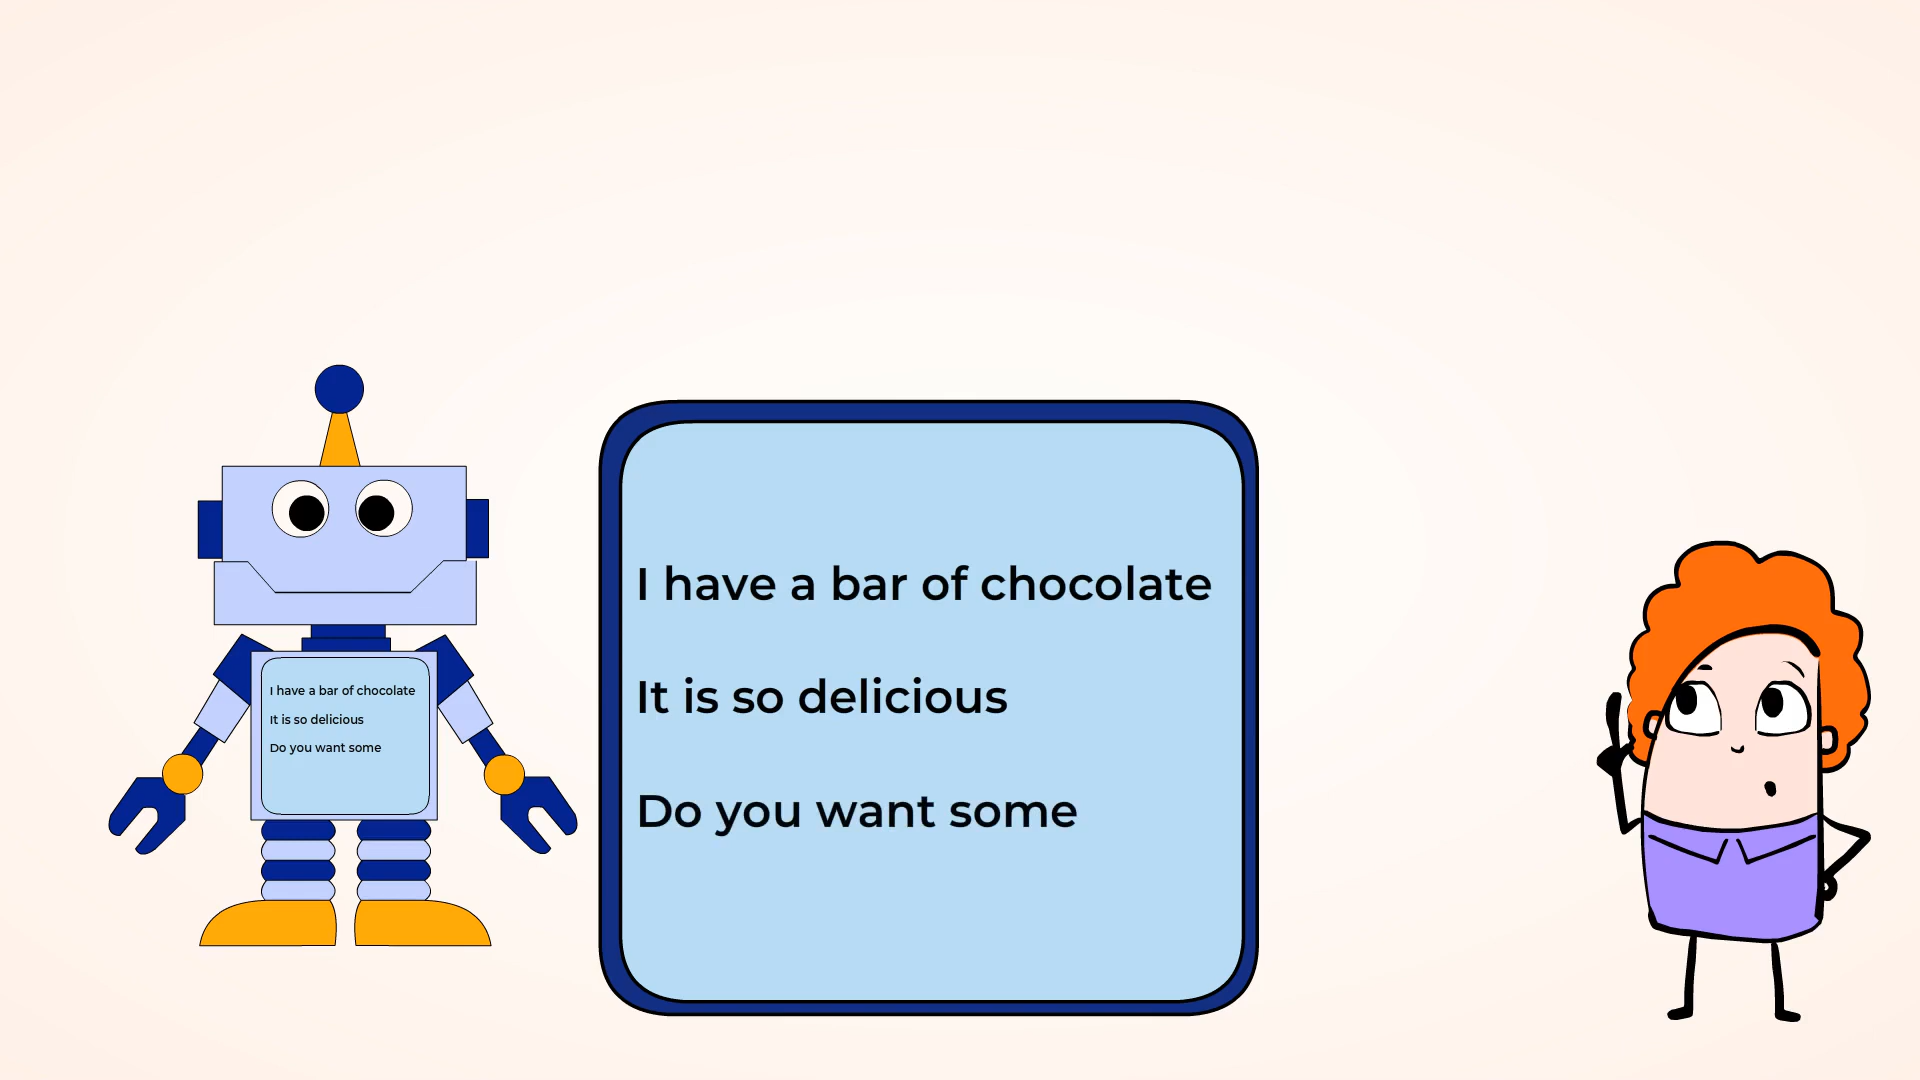 I have a bar of chocolate
It is so delicious
Do you want some
I have a bar of chocolate
It is so delicious
Do you want some